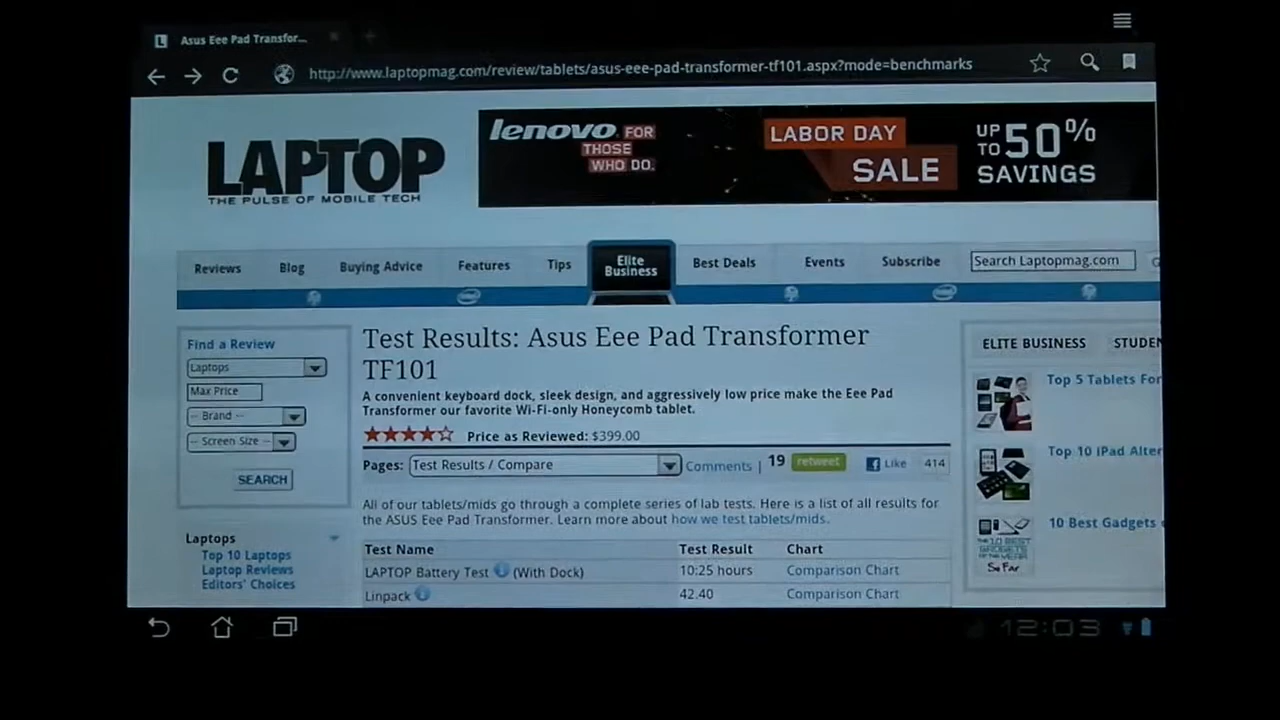 Asus Eee Pad Transfor...
http://www.laptopmag.com/review/tablets/asus-eee-pad-transformer-tf101.aspx?mode=benchmarks
LAPTOP
THE PULSE OF MOBILE TECH
lenovo FOR
THOSE
WHO DO.
LABOR DAY
SALE
UP TO 50%
SAVINGS
Reviews
Blog
Buying Advice
Features
Tips
Elite
Business
Best Deals
Events
Subscribe
Search Laptopmag.com
Find a Review
Laptops
Max Price
-- Brand --
-- Screen Size --
SEARCH
Laptops
Top 10 Laptops
Laptop Reviews
Editors' Choices
Test Results: Asus Eee Pad Transformer
TF101
A convenient keyboard dock, sleek design, and aggressively low price make the Eee Pad
Transformer our favorite Wi-Fi-only Honeycomb tablet.
Price as Reviewed: $399.00
Pages: Test Results / Compare Comments | 19 retweet Like 414
All of our tablets/mids go through a complete series of lab tests. Here is a list of all results for
the ASUS Eee Pad Transformer. Learn more about how we test tablets/mids.
Test Name Test Result Chart
LAPTOP Battery Test (With Dock) 10:25 hours Comparison Chart
Linpack 42.40 Comparison Chart
ELITE BUSINESS STUDEN
Top 5 Tablets For
Top 10 iPad Alter
10 Best Gadgets
So Far
12:03